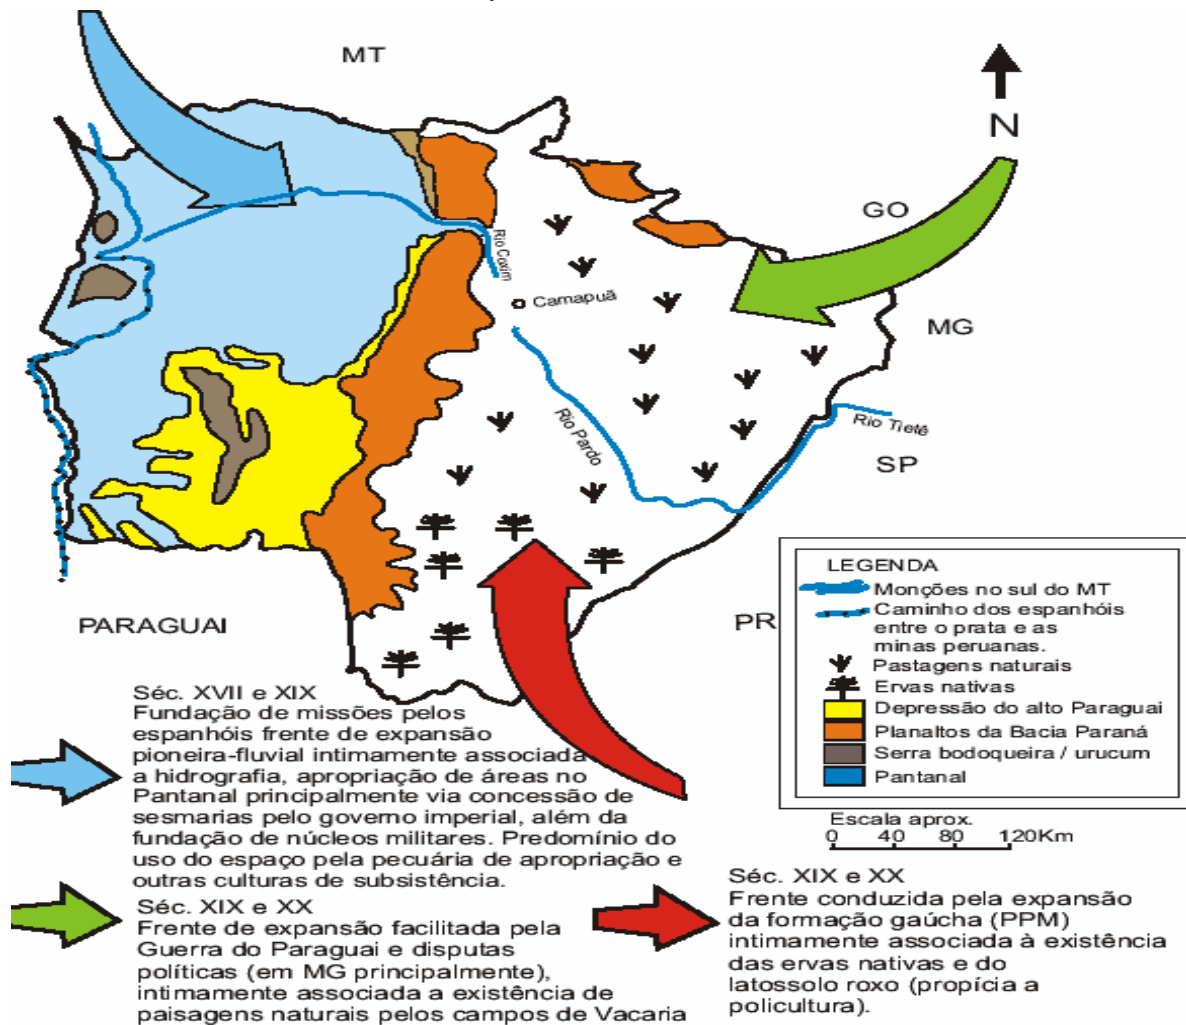 MT
N
GO
Rio Coxim
Camapuã
MG
Rio Pardo
Rio Tietê
SP
PARAGUAI
PR
LEGENDA
Monções no sul do MT
Caminho dos espanhóis
entre o prata e as
minas peruanas.
Pastagens naturais
Ervas nativas
Depressão do alto Paraguai
Planaltos da Bacia Paraná
Serra bodoqueira / urucum
Pantanal
Escala aprox.
0 40 80 120Km
Séc. XVII e XIX
Fundação de missões pelos
espanhóis frente de expansão
pioneira-fluvial intimamente associada
a hidrografia, apropriação de áreas no
Pantanal principalmente via concessão de
sesmarias pelo governo imperial, além da
fundação de núcleos militares. Predomínio do
uso do espaço pela pecuária de apropriação e
outras culturas de subsistência.
Séc. XIX e XX
Frente de expansão facilitada pela
Guerra do Paraguai e disputas
políticas (em MG principalmente),
intimamente associada a existência de
paisagens naturais pelos campos de Vacaria
Séc. XIX e XX
Frente conduzida pela expansão
da formação gaúcha (PPM)
intimamente associada à existência
das ervas nativas e do
latossolo roxo (propícia a
policultura).